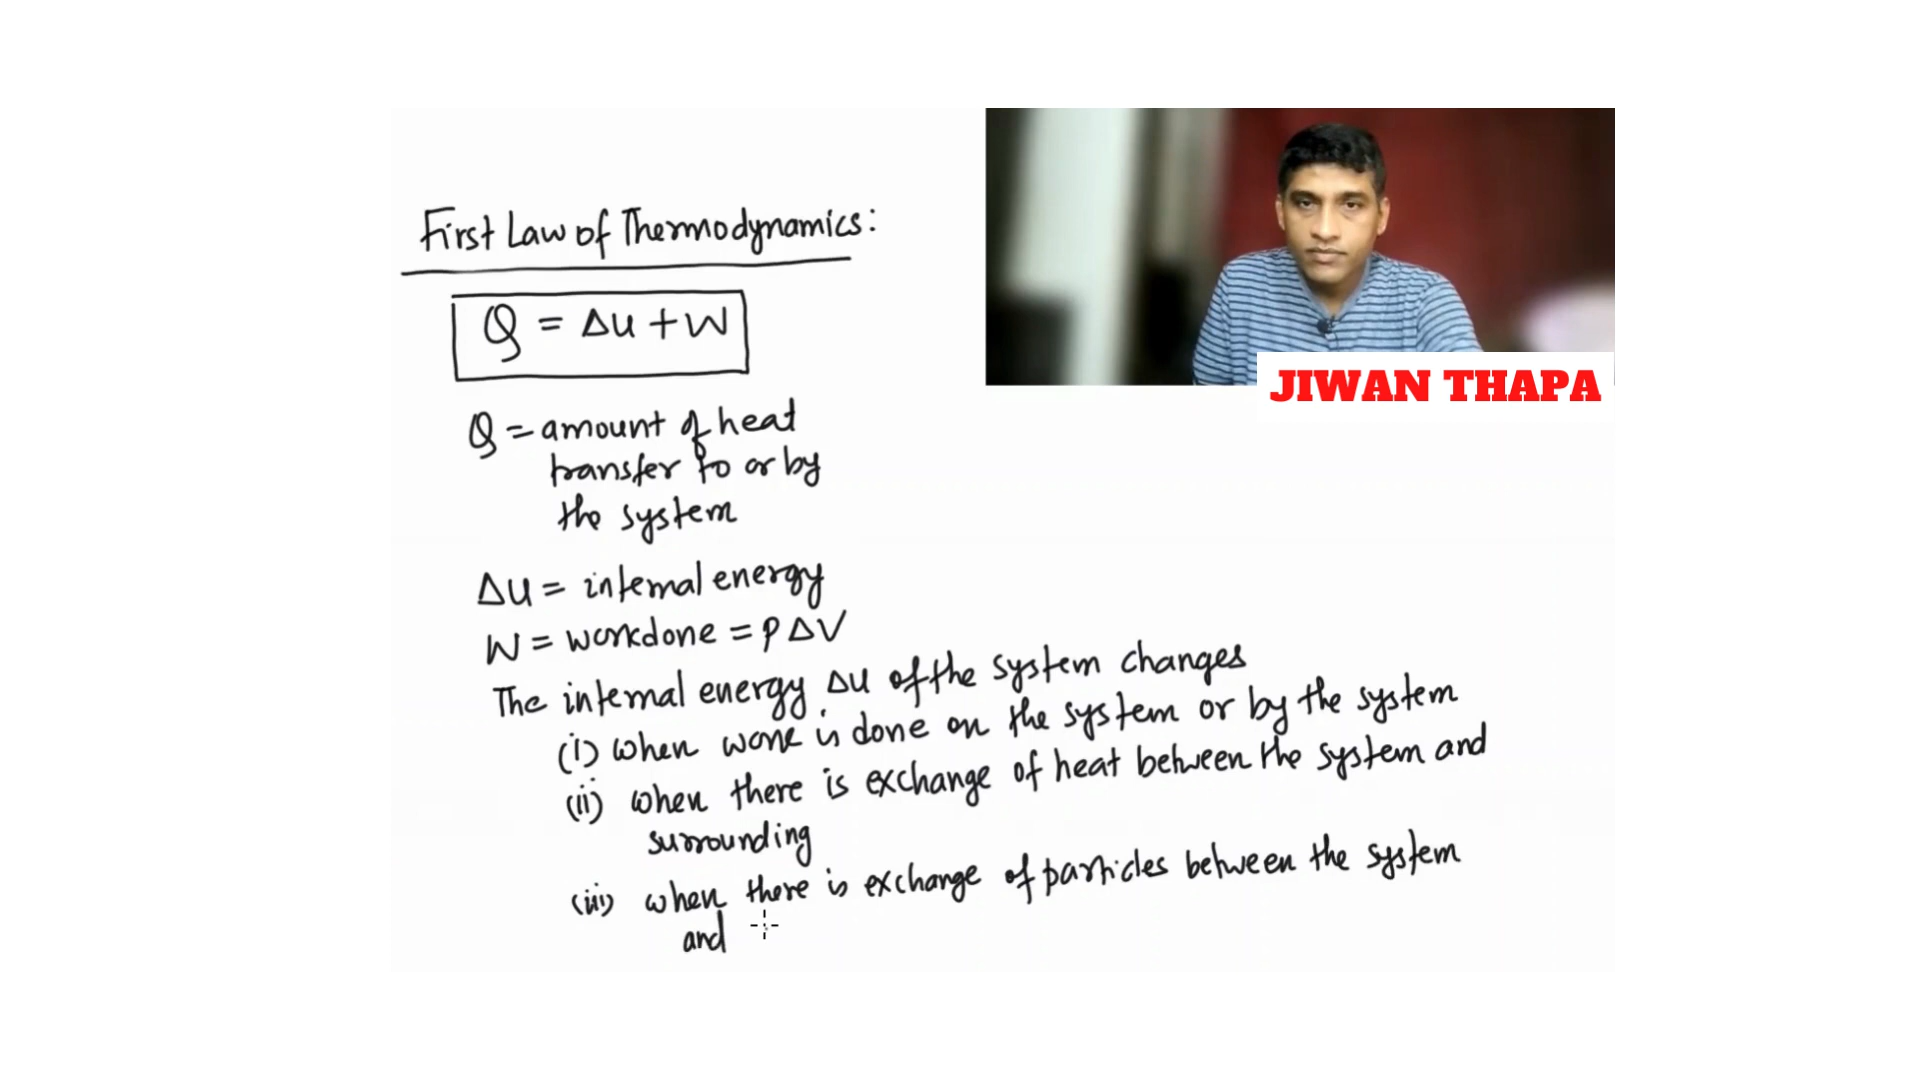 First Law of Thermodynamics:
Q = ΔU + W
Q = amount of heat
transfer to or by
the system
ΔU = internal energy
W = workdone = P ΔV
The internal energy ΔU of the system changes
(i) when work is done on the system or by the system
(ii) when there is exchange of heat between the system and
surrounding
(iii) when there is exchange of particles between the system
and
JIWAN THAPA